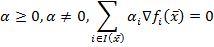 α ≥ 0, α ≠ 0, ∑_{i∈I(x̄)} α_i∇f_i(x̄) = 0